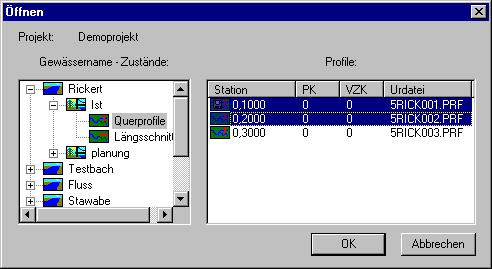 Öffnen
Projekt: Demoprojekt
Gewässername - Zustände:
Profile:
Rickert
Ist
Querprofile
Längsschnitt
planung
Testbach
Fluss
Stawabe
Station PK VZK Urdatei
0,1000 0 0 5RICK001.PRF
0,2000 0 0 5RICK002.PRF
0,3000 0 0 5RICK003.PRF
OK
Abbrechen